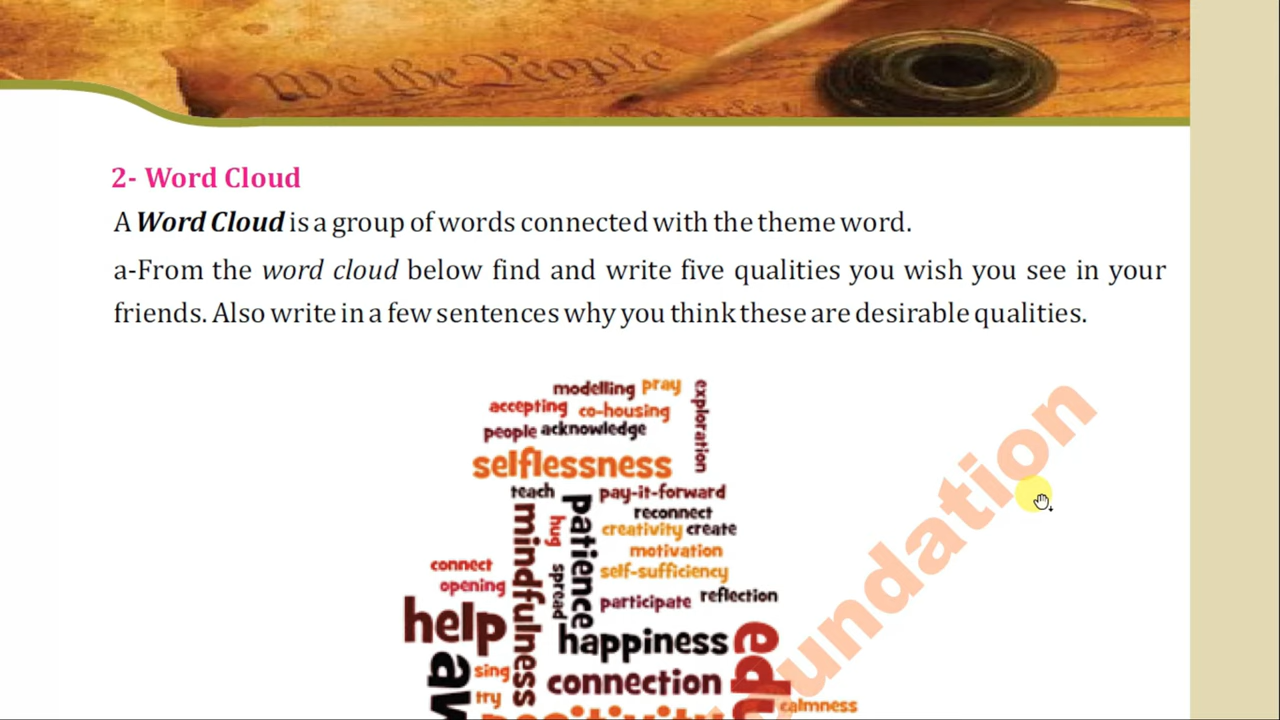 We the People
2- Word Cloud
A Word Cloud is a group of words connected with the theme word.
a-From the word cloud below find and write five qualities you wish you see in your
friends. Also write in a few sentences why you think these are desirable qualities.
modelling pray
exploration
accepting co-housing
people acknowledge
selflessness
teach
patience
pay-it-forward
mindfulness
hug
reconnect
creativity create
motivation
connect
spread
self-sufficiency
opening
participate reflection
help
happiness
sing
connection
try
calmness
undation